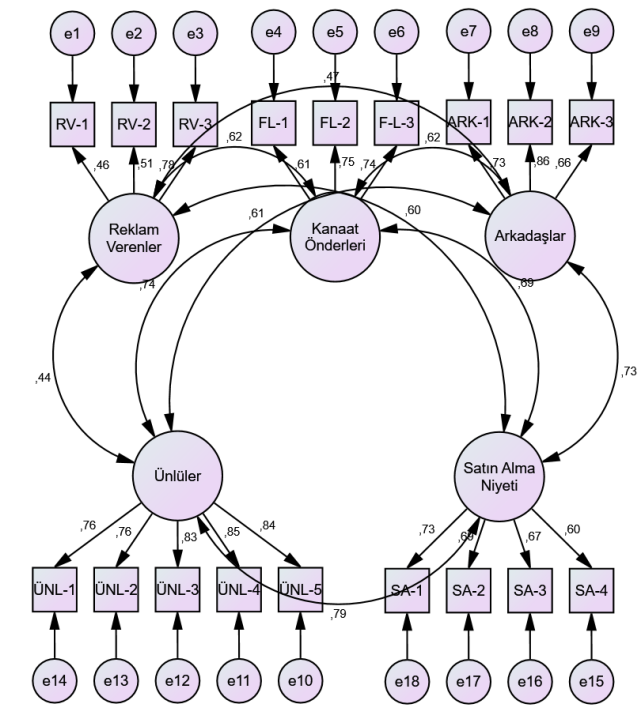 e1 e2 e3 e4 e5 e6 e7 e8 e9
,47
RV-1 RV-2 RV-3 FL-1 FL-2 F-L-3 ARK-1 ARK-2 ARK-3
,46 ,51 ,78 ,62 ,61 ,75 ,74 ,62 ,73 ,86 ,66
,61 ,60
Reklam
Verenler
Kanaat
Önderleri
Arkadaşlar
,74 ,69
,44 ,73
Ünlüler
Satın Alma
Niyeti
,76 ,76 ,83 ,85 ,84 ,73 ,69 ,67 ,60
ÜNL-1 ÜNL-2 ÜNL-3 ÜNL-4 ÜNL-5 SA-1 SA-2 SA-3 SA-4
,79
e14 e13 e12 e11 e10 e18 e17 e16 e15